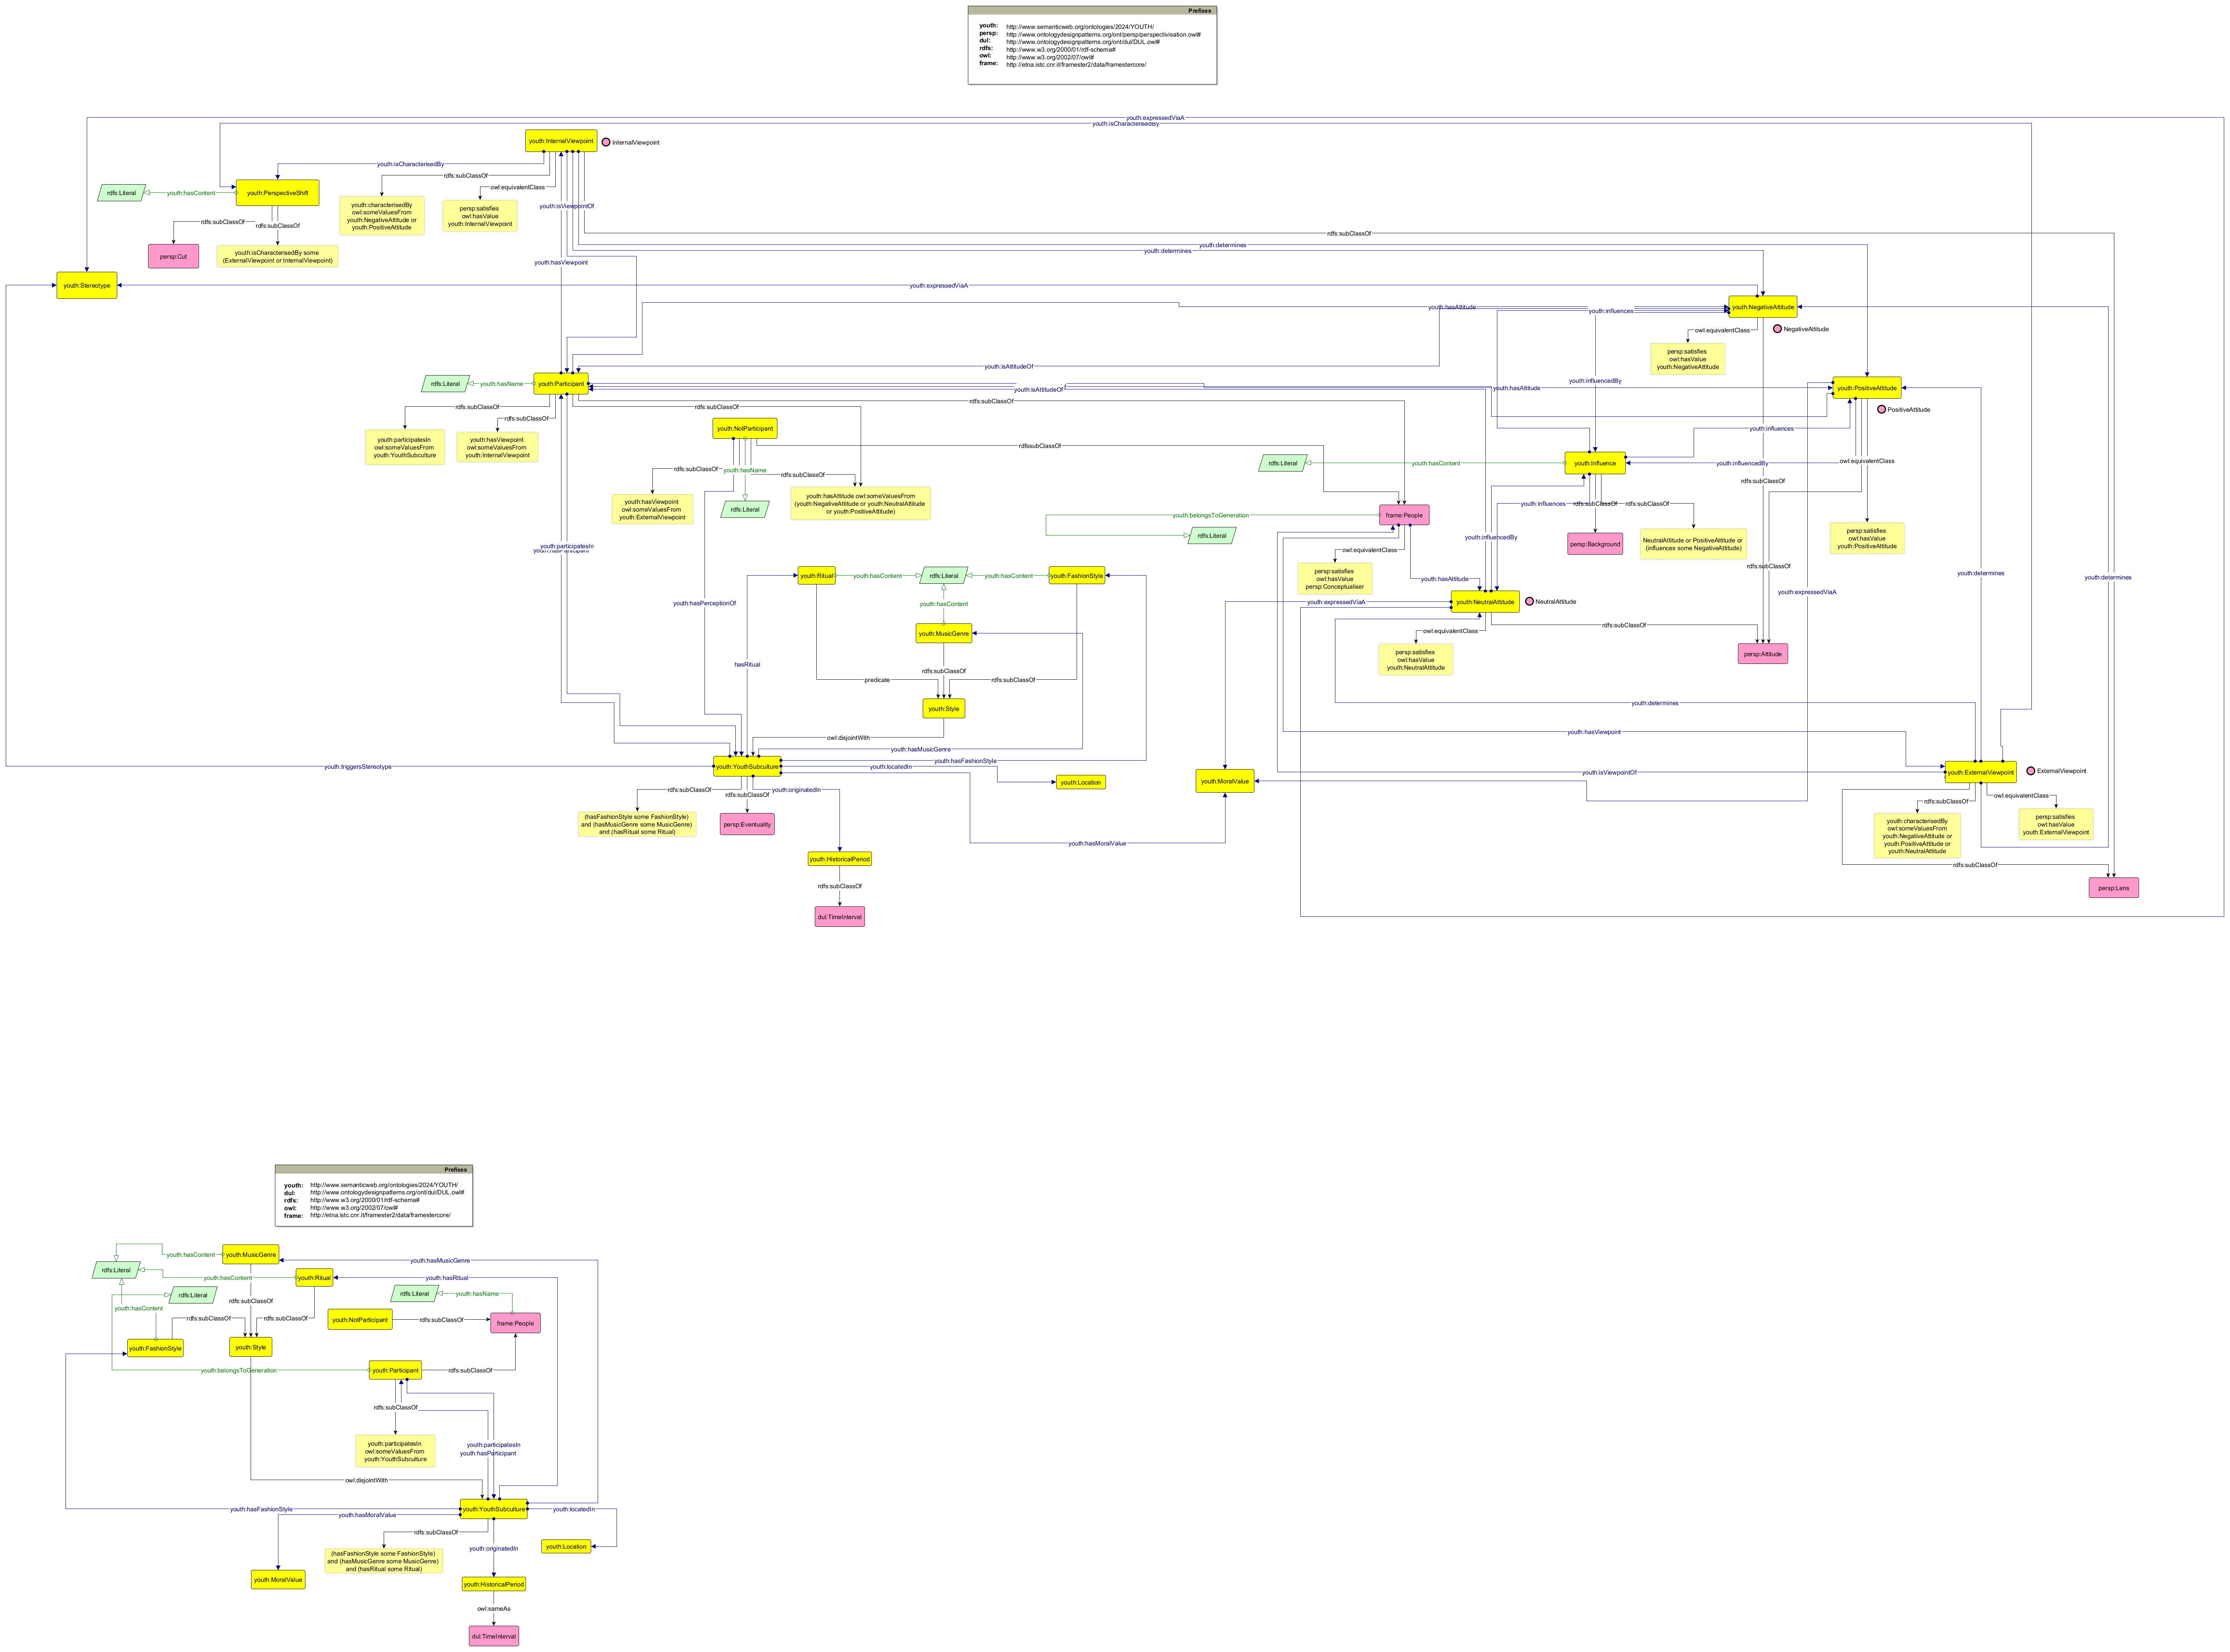 Prefixes
youth: http://www.semanticweb.org/ontologies/2024/YOUTH/
persp: http://www.ontologydesignpatterns.org/ont/persp/perspectivisation.owl#
dul: http://www.ontologydesignpatterns.org/ont/dul/DUL.owl#
rdfs: http://www.w3.org/2000/01/rdf-schema#
owl: http://www.w3.org/2002/07/owl#
frame: http://etna.istc.cnr.it/framester2/data/framestercore/
youth:expressedViaA
youth:isCharacterisedBy
youth:InternalViewpoint
InternalViewpoint
youth:isCharacterisedBy
rdfs:subClassOf
owl:equivalentClass
rdfs:Literal
youth:hasContent
youth:PerspectiveShift
youth:characterisedBy
owl:someValuesFrom
youth:NegativeAttitude or
youth:PositiveAttitude
persp:satisfies
owl:hasValue
youth:InternalViewpoint
youth:isViewpointOf
rdfs:subClassOf
rdfs:subClassOf
rdfs:subClassOf
youth:determines
youth:determines
persp:Cut
youth:isCharacterisedBy some
(ExternalViewpoint or InternalViewpoint)
youth:hasViewpoint
youth:Stereotype
youth:expressedViaA
youth:hasAttitude
youth:influences
youth:NegativeAttitude
NegativeAttitude
owl:equivalentClass
persp:satisfies
owl:hasValue
youth:NegativeAttitude
youth:isAttitudeOf
rdfs:Literal
youth:hasName
youth:Participant
youth:isAttitudeOf
youth:hasAttitude
youth:influencedBy
youth:PositiveAttitude
PositiveAttitude
rdfs:subClassOf
rdfs:subClassOf
rdfs:subClassOf
rdfs:subClassOf
youth:participatesIn
owl:someValuesFrom
youth:YouthSubculture
youth:hasViewpoint
owl:someValuesFrom
youth:InternalViewpoint
youth:NotParticipant
rdfssubClassOf
youth:influences
rdfs:subClassOf
youth:hasName
rdfs:subClassOf
rdfs:Literal
youth:hasContent
youth:Influence
youth:influencedBy
owl:equivalentClass
rdfs:subClassOf
rdfs:subClassOf
youth:hasViewpoint
owl:someValuesFrom
youth:ExternalViewpoint
rdfs:Literal
youth:hasAttitude owl:someValuesFrom
(youth:NegativeAttitude or youth:NeutralAttitude
or youth:PositiveAttitude)
youth:influences
rdfs:subClassOf
rdfs:subClassOf
youth:belongsToGeneration
frame:People
rdfs:Literal
youth:influencedBy
persp:Background
NeutralAttitude or PositiveAttitude or
(influences some NegativeAttitude)
persp:satisfies
owl:hasValue
youth:PositiveAttitude
youth:participatesIn
youth:hasParticipant
owl:equivalentClass
persp:satisfies
owl:hasValue
persp:Conceptualiser
youth:hasAttitude
rdfs:subClassOf
youth:determines
youth:determines
youth:Ritual
youth:hasContent
rdfs:Literal
youth:hasContent
youth:FashionStyle
youth:hasContent
youth:hasPerceptionOf
youth:expressedViaA
youth:NeutralAttitude
NeutralAttitude
youth:expressedViaA
youth:MusicGenre
owl:equivalentClass
rdfs:subClassOf
persp:satisfies
owl:hasValue
youth:NeutralAttitude
persp:Attitude
hasRitual
rdfs:subClassOf
predicate
rdfs:subClassOf
youth:Style
youth:determines
owl:disjointWith
youth:hasMusicGenre
youth:hasViewpoint
youth:triggersStereotype
youth:YouthSubculture
youth:hasFashionStyle
youth:locatedIn
youth:Location
youth:MoralValue
youth:isViewpointOf
youth:ExternalViewpoint
ExternalViewpoint
rdfs:subClassOf
rdfs:subClassOf
youth:originatedIn
owl:equivalentClass
rdfs:subClassOf
(hasFashionStyle some FashionStyle)
and (hasMusicGenre some MusicGenre)
and (hasRitual some Ritual)
persp:Eventuality
youth:characterisedBy
owl:someValuesFrom
youth:NegativeAttitude or
youth:PositiveAttitude or
youth:NeutralAttitude
persp:satisfies
owl:hasValue
youth:ExternalViewpoint
youth:hasMoralValue
youth:HistoricalPeriod
rdfs:subClassOf
rdfs:subClassOf
persp:Lens
dul:TimeInterval
Prefixes
youth: http://www.semanticweb.org/ontologies/2024/YOUTH/
dul: http://www.ontologydesignpatterns.org/ont/dul/DUL.owl#
rdfs: http://www.w3.org/2000/01/rdf-schema#
owl: http://www.w3.org/2002/07/owl#
frame: http://etna.istc.cnr.it/framester2/data/framestercore/
youth:hasContent
youth:MusicGenre
youth:hasMusicGenre
rdfs:Literal
youth:hasContent
youth:Ritual
youth:hasRitual
rdfs:Literal
rdfs:Literal
youth:hasName
rdfs:subClassOf
youth:hasContent
rdfs:subClassOf
rdfs:subClassOf
youth:NotParticipant
rdfs:subClassOf
frame:People
youth:FashionStyle
youth:Style
youth:belongsToGeneration
youth:Participant
rdfs:subClassOf
rdfs:subClassOf
youth:participatesIn
owl:someValuesFrom
youth:YouthSubculture
youth:participatesIn
youth:hasParticipant
owl:disjointWith
youth:hasFashionStyle
youth:YouthSubculture
youth:locatedIn
youth:hasMoralValue
rdfs:subClassOf
youth:originatedIn
youth:Location
(hasFashionStyle some FashionStyle)
and (hasMusicGenre some MusicGenre)
and (hasRitual some Ritual)
youth:MoralValue
youth:HistoricalPeriod
owl:sameAs
dul:TimeInterval